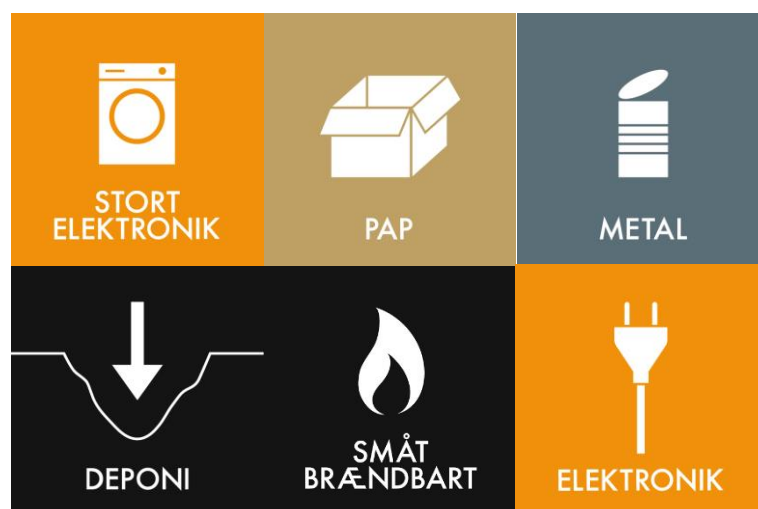 STORT
ELEKTRONIK
PAP
METAL
DEPONI
SMÅT
BRÆNDBART
ELEKTRONIK